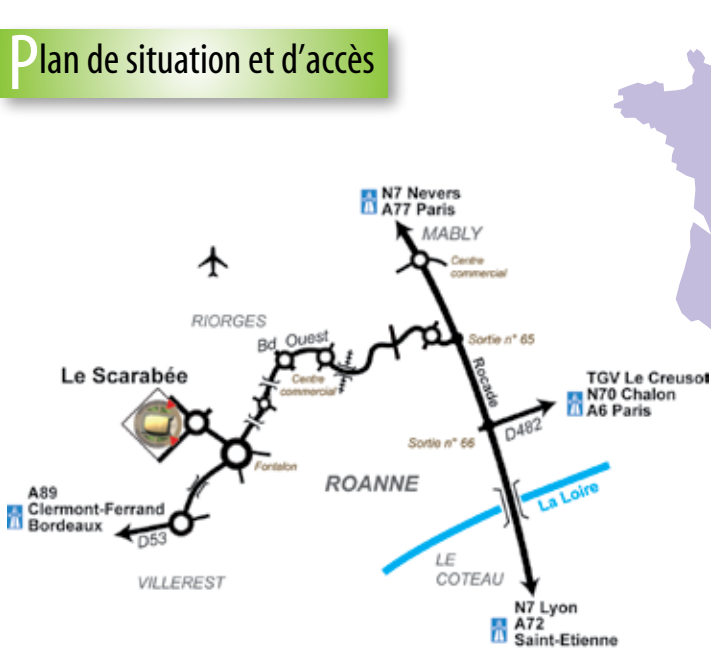 Plan de situation et d’accès
N7 Nevers
A77 Paris
MABLY
Centre
commercial
RIORGES
Bd Ouest
Sortie n° 65
Le Scarabée
Centre
commercial
Rocade
TGV Le Creusot
N70 Chalon
A6 Paris
D482
Sortie n° 66
Fontalon
ROANNE
A89
Clermont-Ferrand
Bordeaux
La Loire
D53
LE
COTEAU
VILLEREST
N7 Lyon
A72
Saint-Etienne